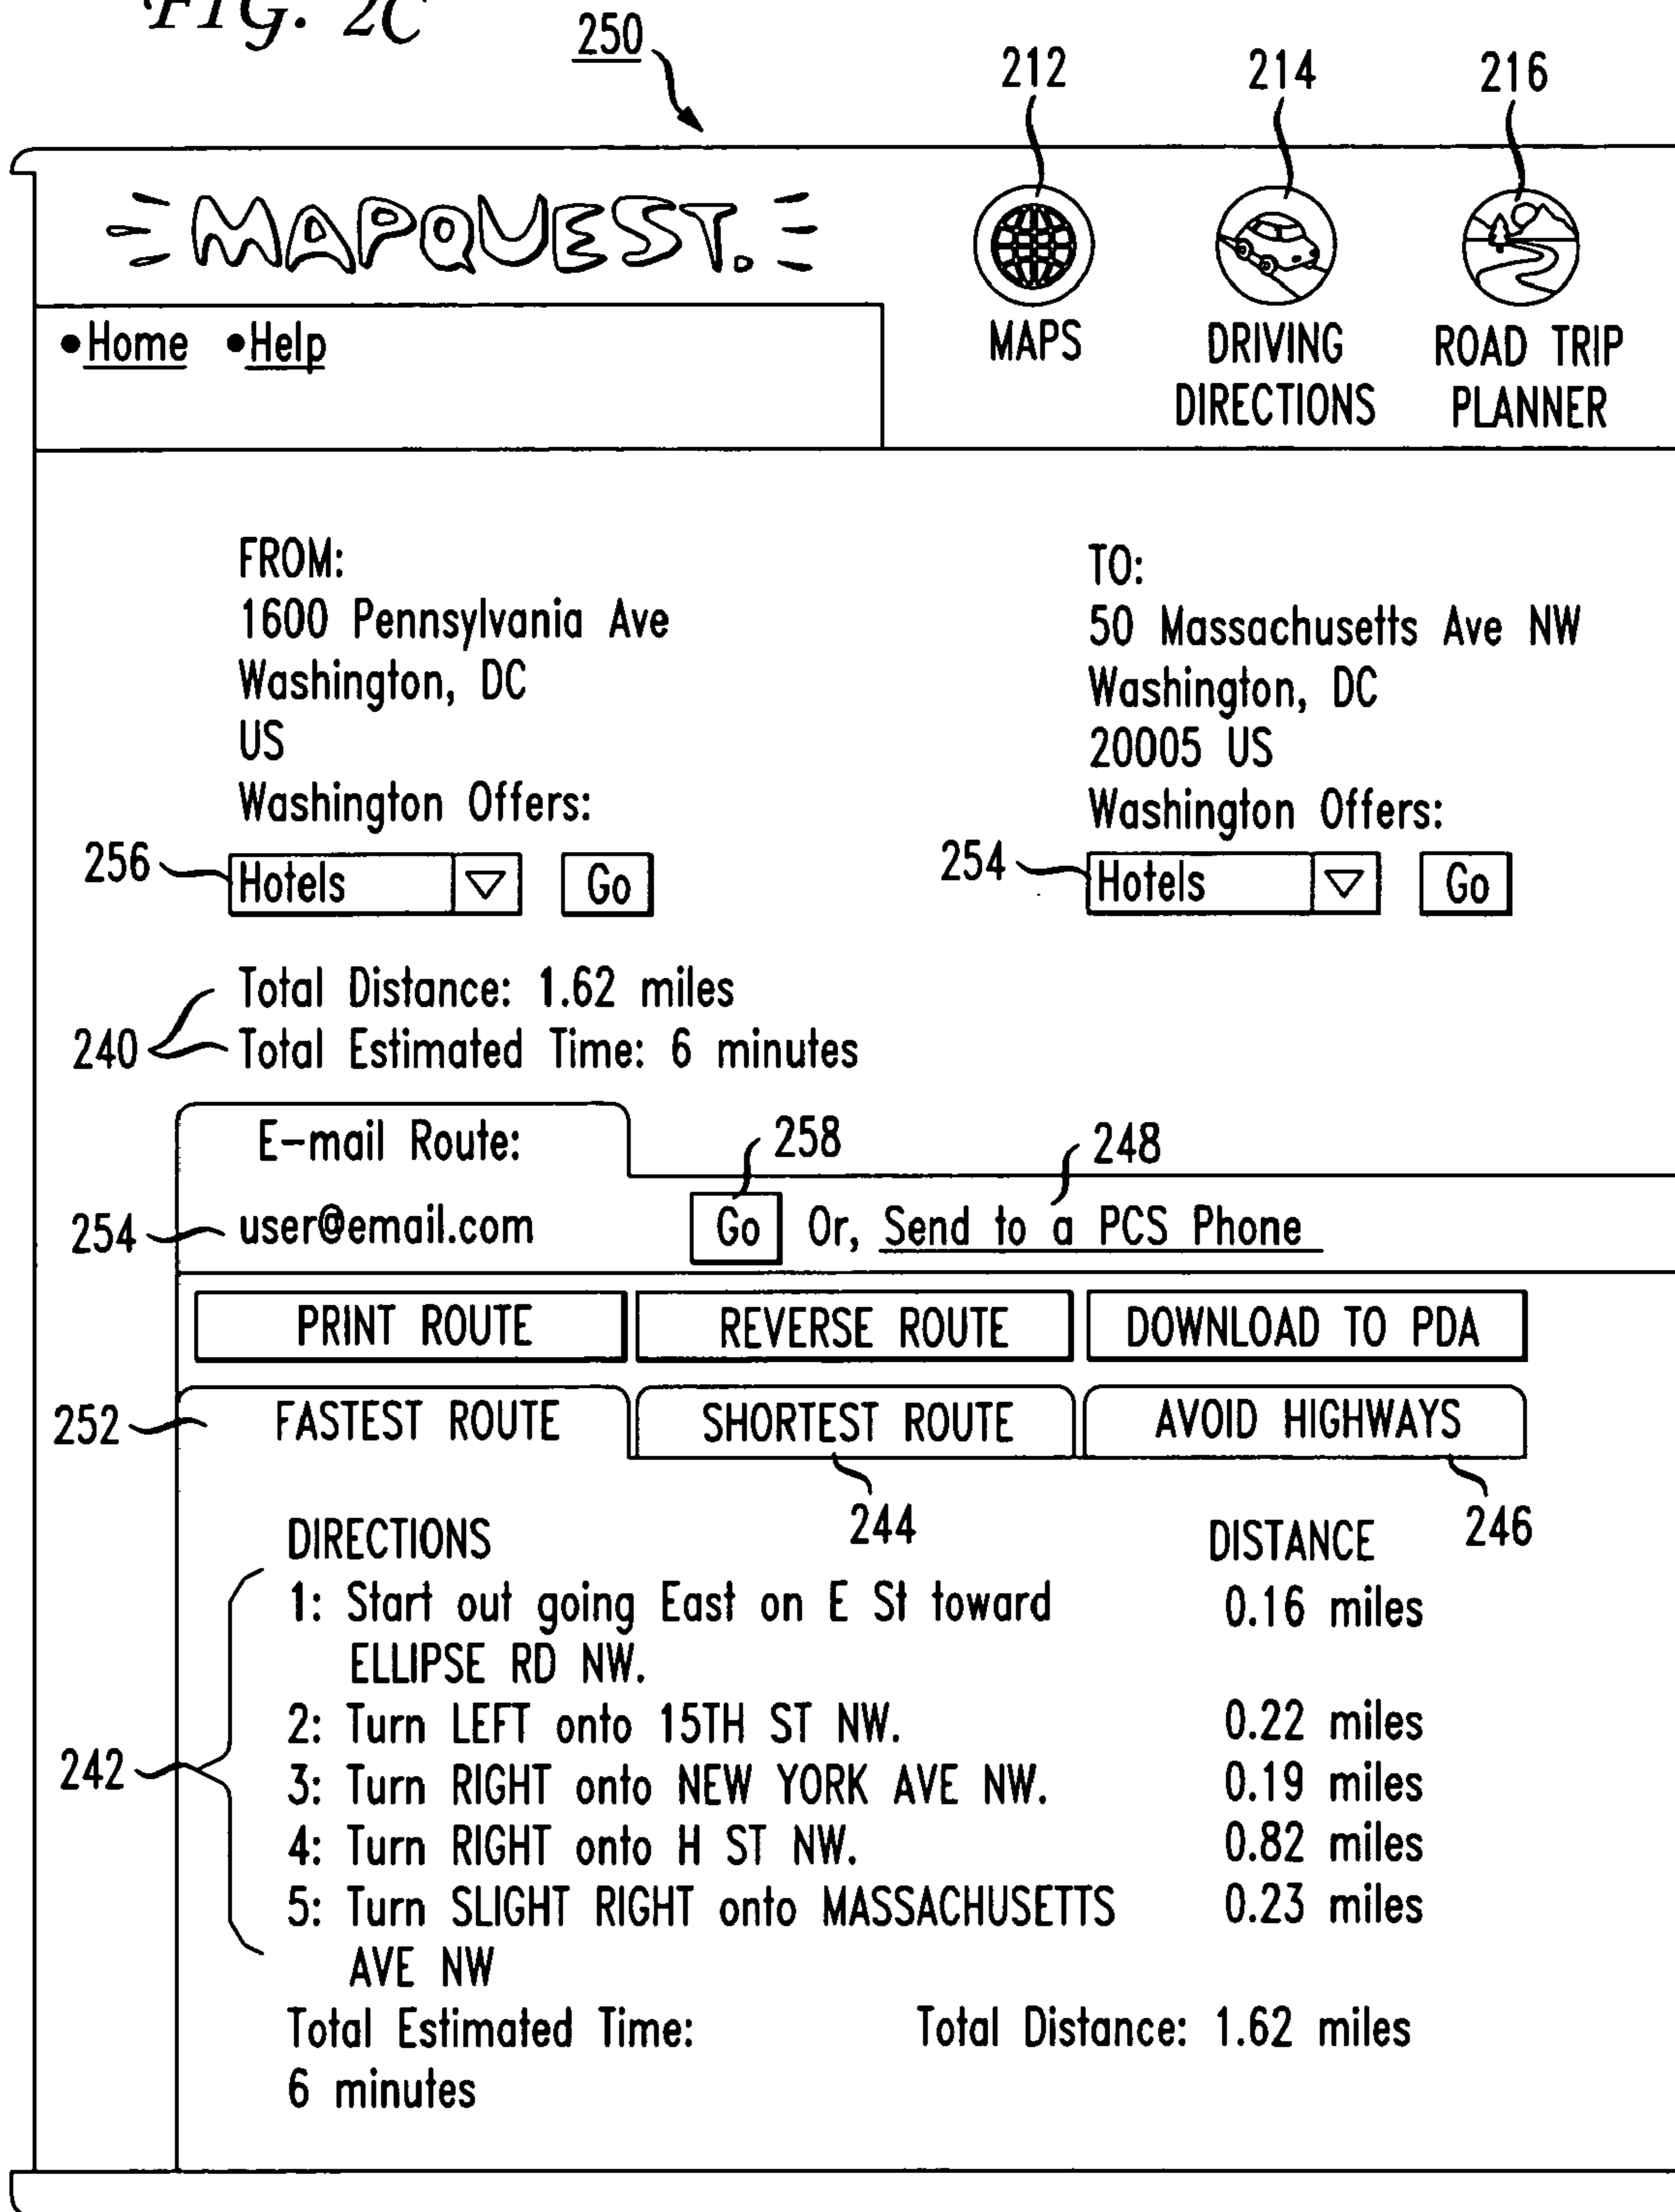 FIG. 2C
250
212 214 216
MAPQUEST.
MAPS DRIVING DIRECTIONS ROAD TRIP PLANNER
•Home •Help
FROM:
1600 Pennsylvania Ave
Washington, DC
US
Washington Offers:
256 Hotels Go
TO:
50 Massachusetts Ave NW
Washington, DC
20005 US
Washington Offers:
254 Hotels Go
Total Distance: 1.62 miles
240 Total Estimated Time: 6 minutes
E-mail Route:
258 248
254 user@email.com Go Or, Send to a PCS Phone
PRINT ROUTE REVERSE ROUTE DOWNLOAD TO PDA
252 FASTEST ROUTE SHORTEST ROUTE AVOID HIGHWAYS
244 246
DIRECTIONS DISTANCE
1: Start out going East on E St toward 0.16 miles
ELLIPSE RD NW.
2: Turn LEFT onto 15TH ST NW. 0.22 miles
242
3: Turn RIGHT onto NEW YORK AVE NW. 0.19 miles
4: Turn RIGHT onto H ST NW. 0.82 miles
5: Turn SLIGHT RIGHT onto MASSACHUSETTS 0.23 miles
AVE NW
Total Estimated Time: Total Distance: 1.62 miles
6 minutes